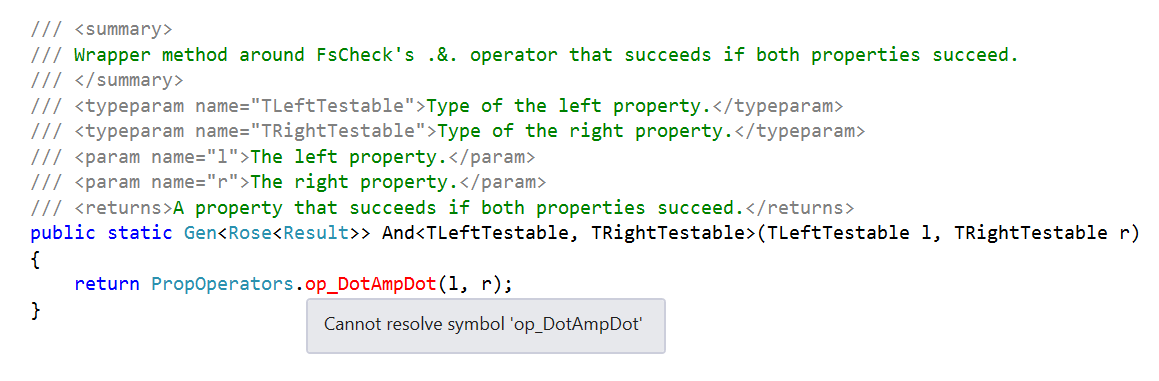 /// <summary>
/// Wrapper method around FsCheck's .&. operator that succeeds if both properties succeed.
/// </summary>
/// <typeparam name="TLeftTestable">Type of the left property.</typeparam>
/// <typeparam name="TRightTestable">Type of the right property.</typeparam>
/// <param name="l">The left property.</param>
/// <param name="r">The right property.</param>
/// <returns>A property that succeeds if both properties succeed.</returns>
public static Gen<Rose<Result>> And<TLeftTestable, TRightTestable>(TLeftTestable l, TRightTestable r)
{
return PropOperators.op_DotAmpDot(l, r);
}
Cannot resolve symbol 'op_DotAmpDot'